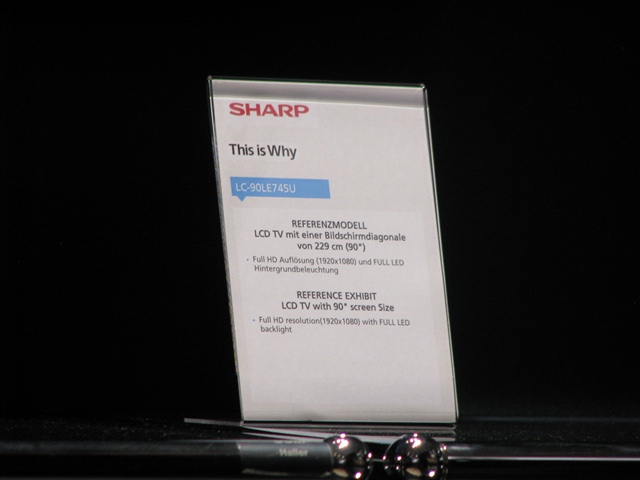 SHARP
This is Why
LC-90LE745U
REFERENZMODELL
LCD TV mit einer Bildschirmdiagonale
von 229 cm (90")
- Full HD Auflösung (1920x1080) und FULL LED
Hintergrundbeleuchtung
REFERENCE EXHIBIT
LCD TV with 90" screen Size
- Full HD resolution(1920x1080) with FULL LED
backlight
Haller